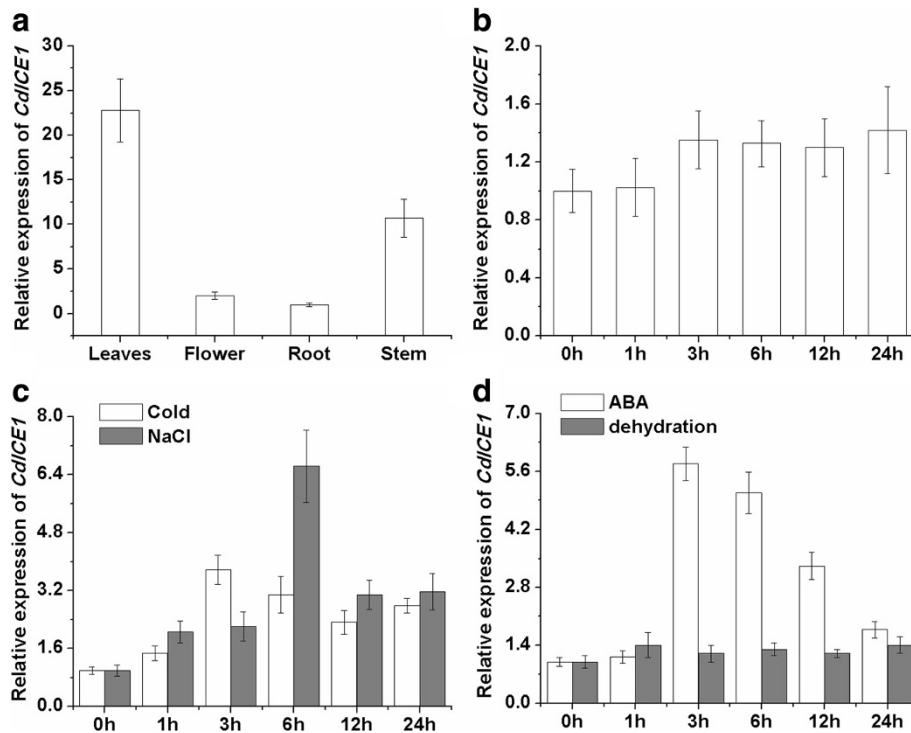 a
Relative expression of CdICE1
30
25
20
15
10
5
0
Leaves Flower Root Stem
b
Relative expression of CdICE1
2.0
1.6
1.2
0.8
0.4
0.0
0h 1h 3h 6h 12h 24h
c
Relative expression of CdICE1
Cold
NaCl
8.0
6.4
4.8
3.2
1.6
0.0
0h 1h 3h 6h 12h 24h
d
Relative expression of CdICE1
ABA
dehydration
7.0
5.6
4.2
2.8
1.4
0.0
0h 1h 3h 6h 12h 24h